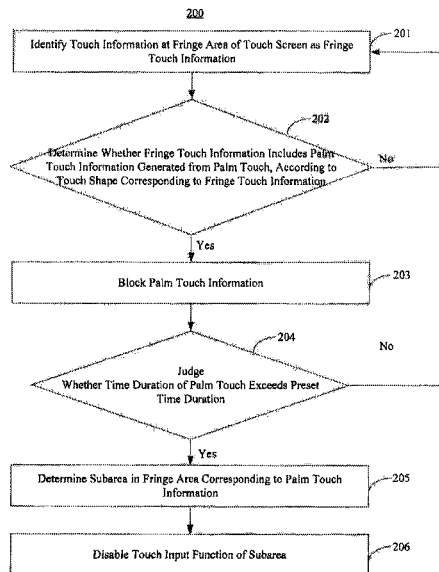 200
Identify Touch Information at Fringe Area of Touch Screen as Fringe
Touch Information
201
202
Determine Whether Fringe Touch Information Includes Palm
Touch Information Generated from Palm Touch, According to
Touch Shape Corresponding to Fringe Touch Information
No
Yes
Block Palm Touch Information
203
204
No
Judge
Whether Time Duration of Palm Touch Exceeds Preset
Time Duration
Yes
Determine Subarea in Fringe Area Corresponding to Palm Touch
Information
205
Disable Touch Input Function of Subarea
206